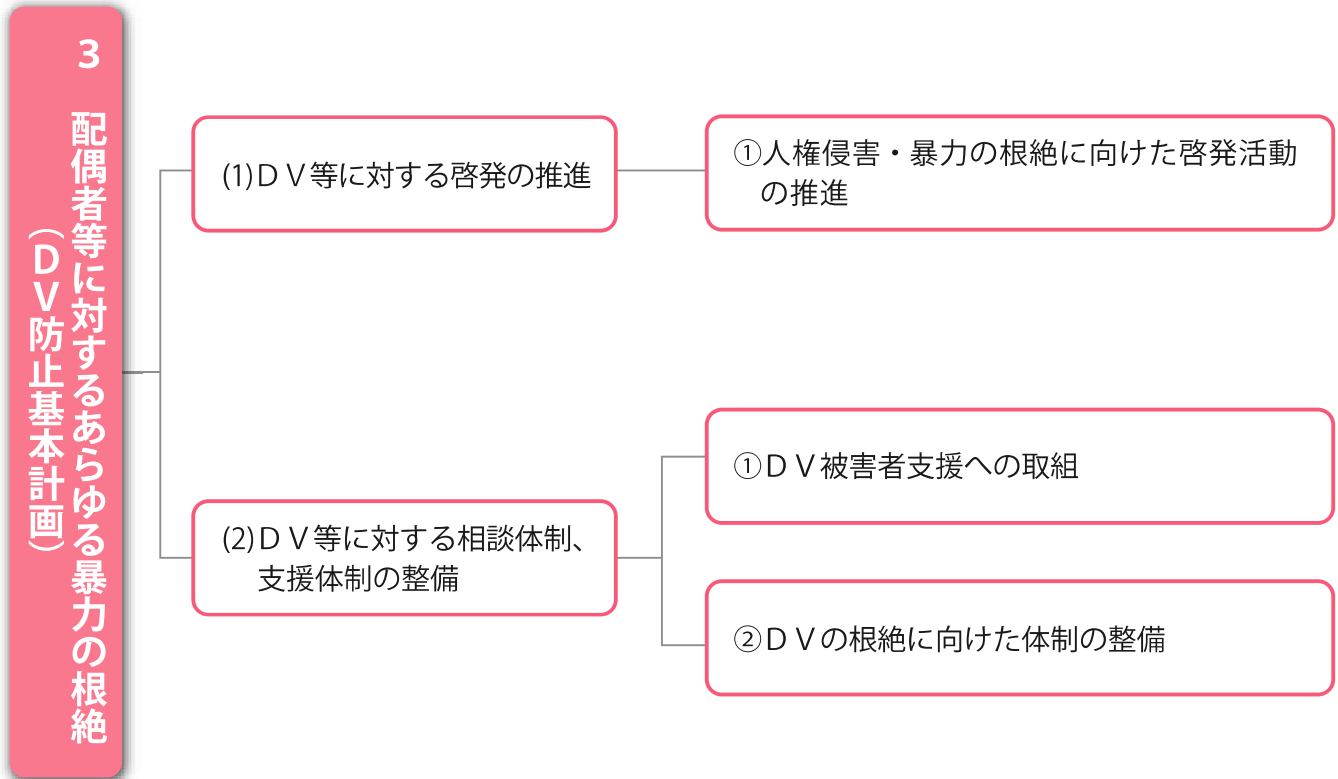 3 配偶者等に対するあらゆる暴力の根絶
（ＤＶ防止基本計画）
(1)ＤＶ等に対する啓発の推進
①人権侵害・暴力の根絶に向けた啓発活動
の推進
(2)ＤＶ等に対する相談体制、
支援体制の整備
①ＤＶ被害者支援への取組
②ＤＶの根絶に向けた体制の整備